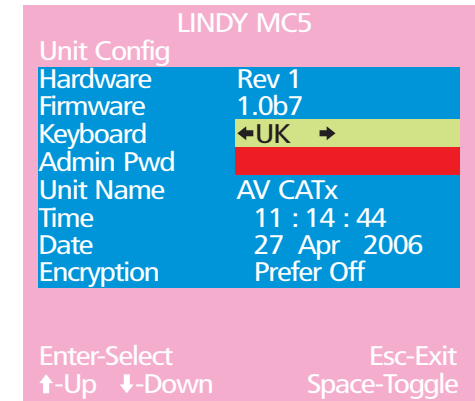 LINDY MC5
Unit Config
Hardware Rev 1
Firmware 1.0b7
Keyboard ←UK →
Admin Pwd
Unit Name AV CATx
Time 11 : 14 : 44
Date 27 Apr 2006
Encryption Prefer Off
Enter-Select Esc-Exit
↑-Up ↓-Down Space-Toggle